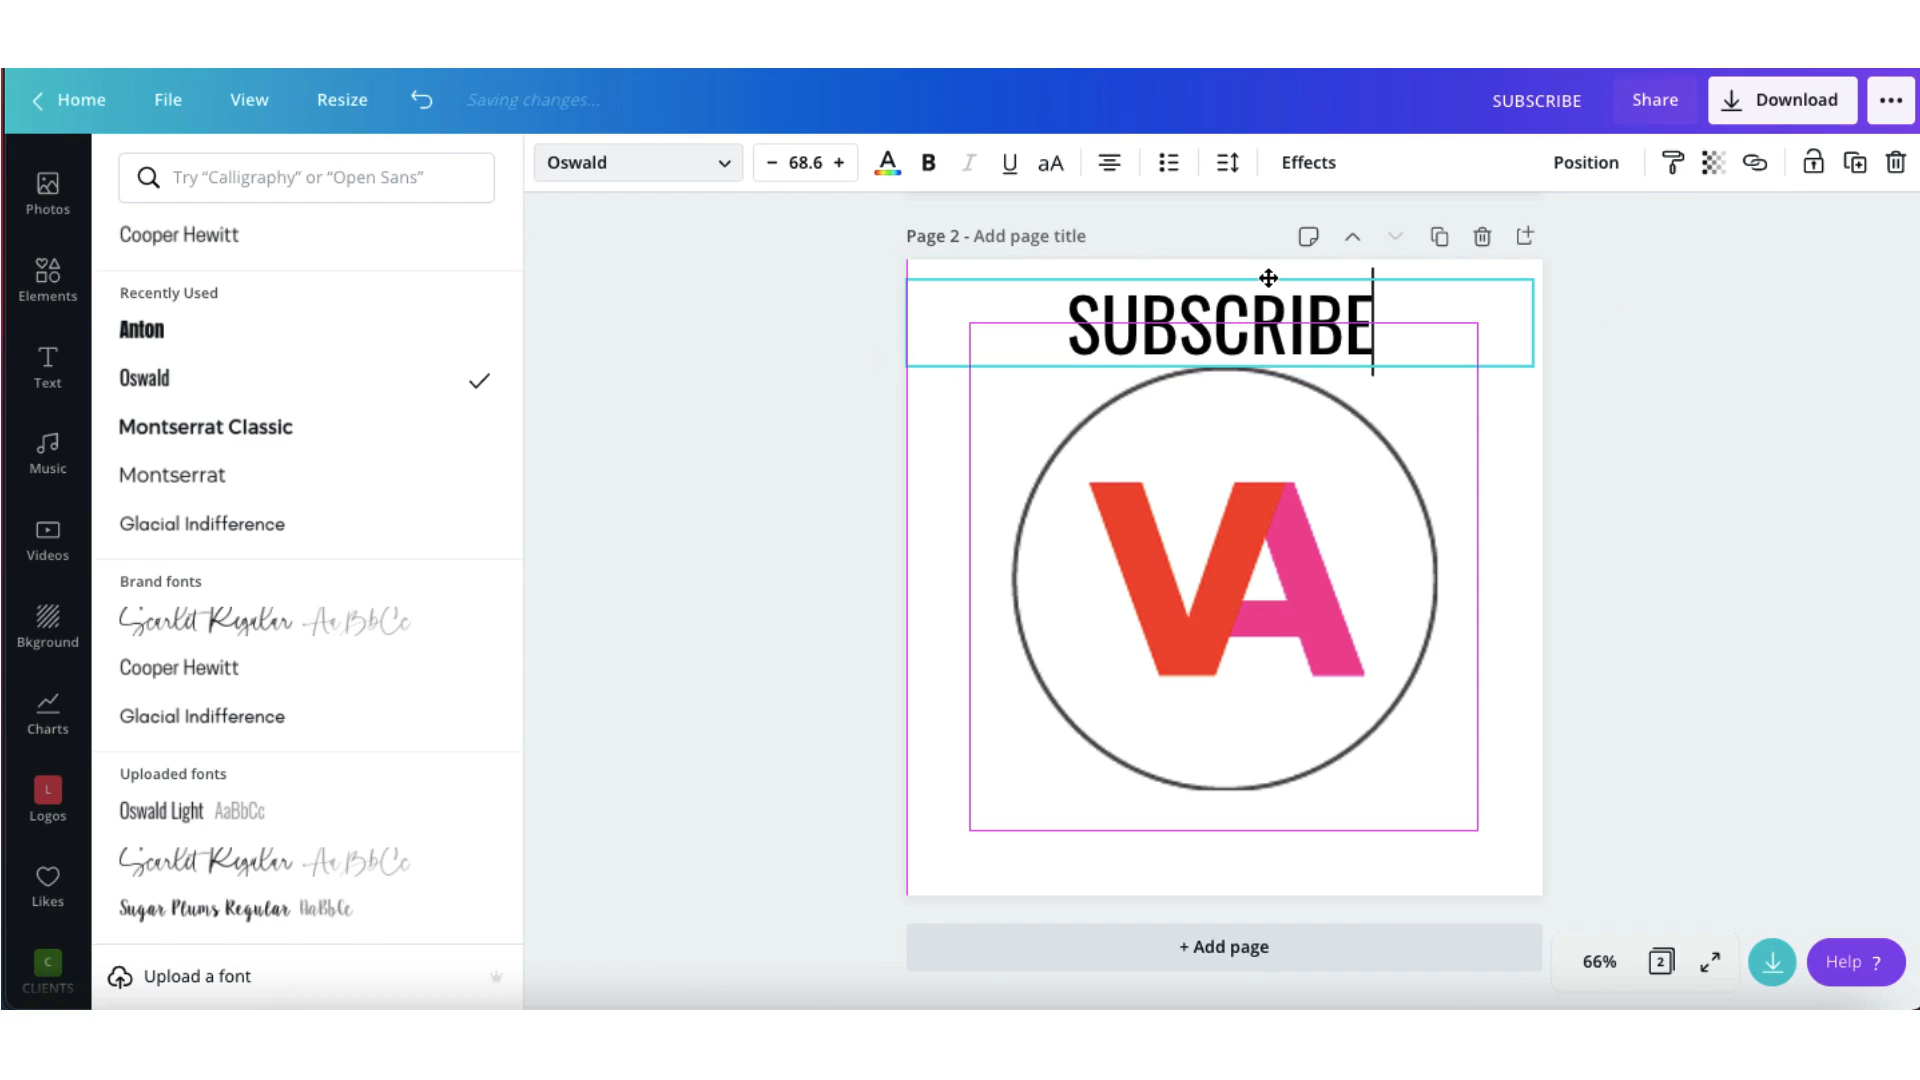 Home File View Resize Saving changes... SUBSCRIBE Share Download
Oswald − 68.6 + A B I U aA Effects Position
Try “Calligraphy” or “Open Sans”
Cooper Hewitt
Recently Used
Anton
Oswald
Montserrat Classic
Montserrat
Glacial Indifference
Brand fonts
Scarlet Regular AaBbCc
Cooper Hewitt
Glacial Indifference
Uploaded fonts
Oswald Light AaBbCc
Scarlet Regular AaBbCc
Sugar Plums Regular AaBbCc
Upload a font
Photos
Elements
T
Text
Music
Videos
Bkground
Charts
L
Logos
Likes
C
CLIENTS
Page 2 - Add page title
SUBSCRIBE
VA
+ Add page
66% 2 Help ?